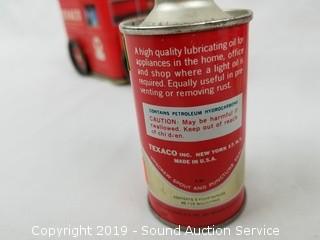 A high quality lubricating oil for
appliances in the home, office
and shop where a light oil is
required. Equally useful in pre-
venting or removing rust.
CONTAINS PETROLEUM HYDROCARBONS
CAUTION: May be harmful if
swallowed. Keep out of reach
of children.
TEXACO INC. NEW YORK 17, N.Y.
MADE IN U.S.A.
SPOUT AND
Copyright 2019 - Sound Auction Service